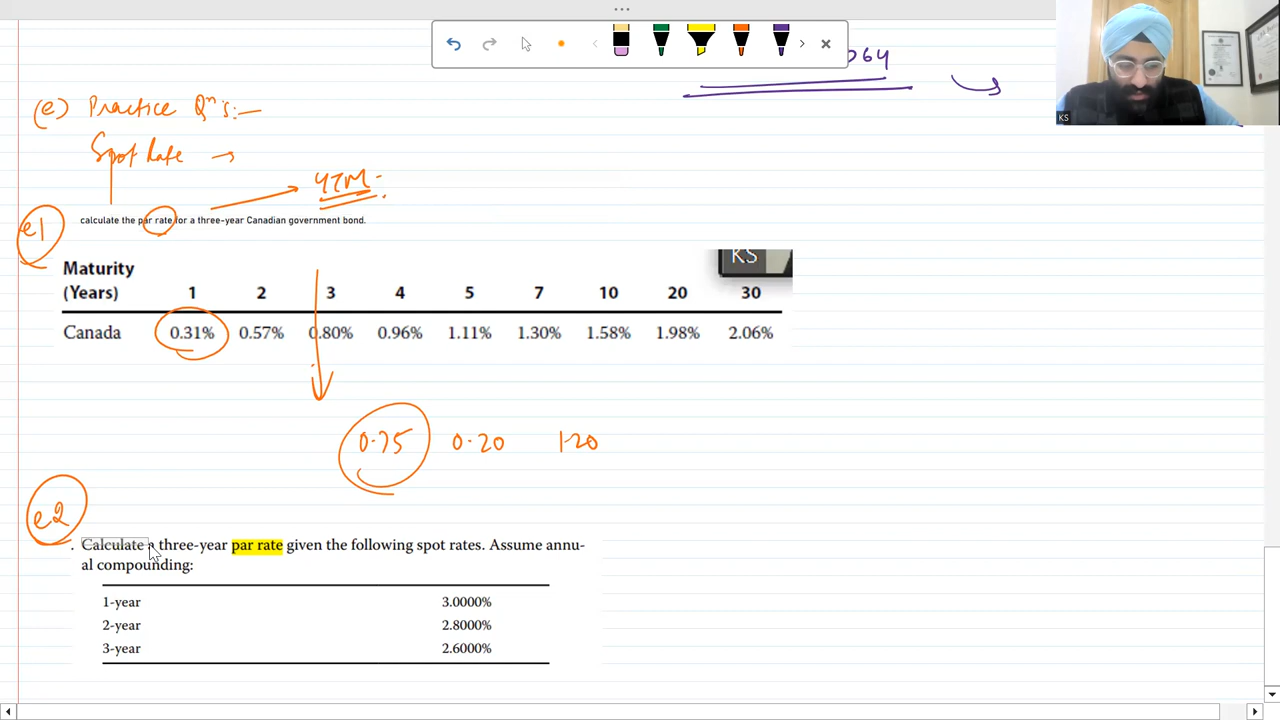 064
KS
(e) Practice Qn's:-
Spot Rate →
YTM
e1
calculate the par rate for a three-year Canadian government bond.
KS
Maturity
(Years) 1 2 3 4 5 7 10 20 30
Canada 0.31% 0.57% 0.80% 0.96% 1.11% 1.30% 1.58% 1.98% 2.06%
0.75 0.20 1.20
e2
. Calculate a three-year par rate given the following spot rates. Assume annu-
al compounding:
1-year 3.0000%
2-year 2.8000%
3-year 2.6000%